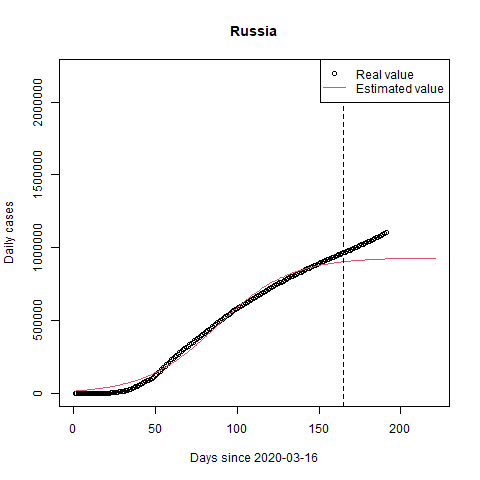 Russia
Real value
Estimated value
Daily cases
2000000
1500000
1000000
500000
0
0 50 100 150 200
Days since 2020-03-16